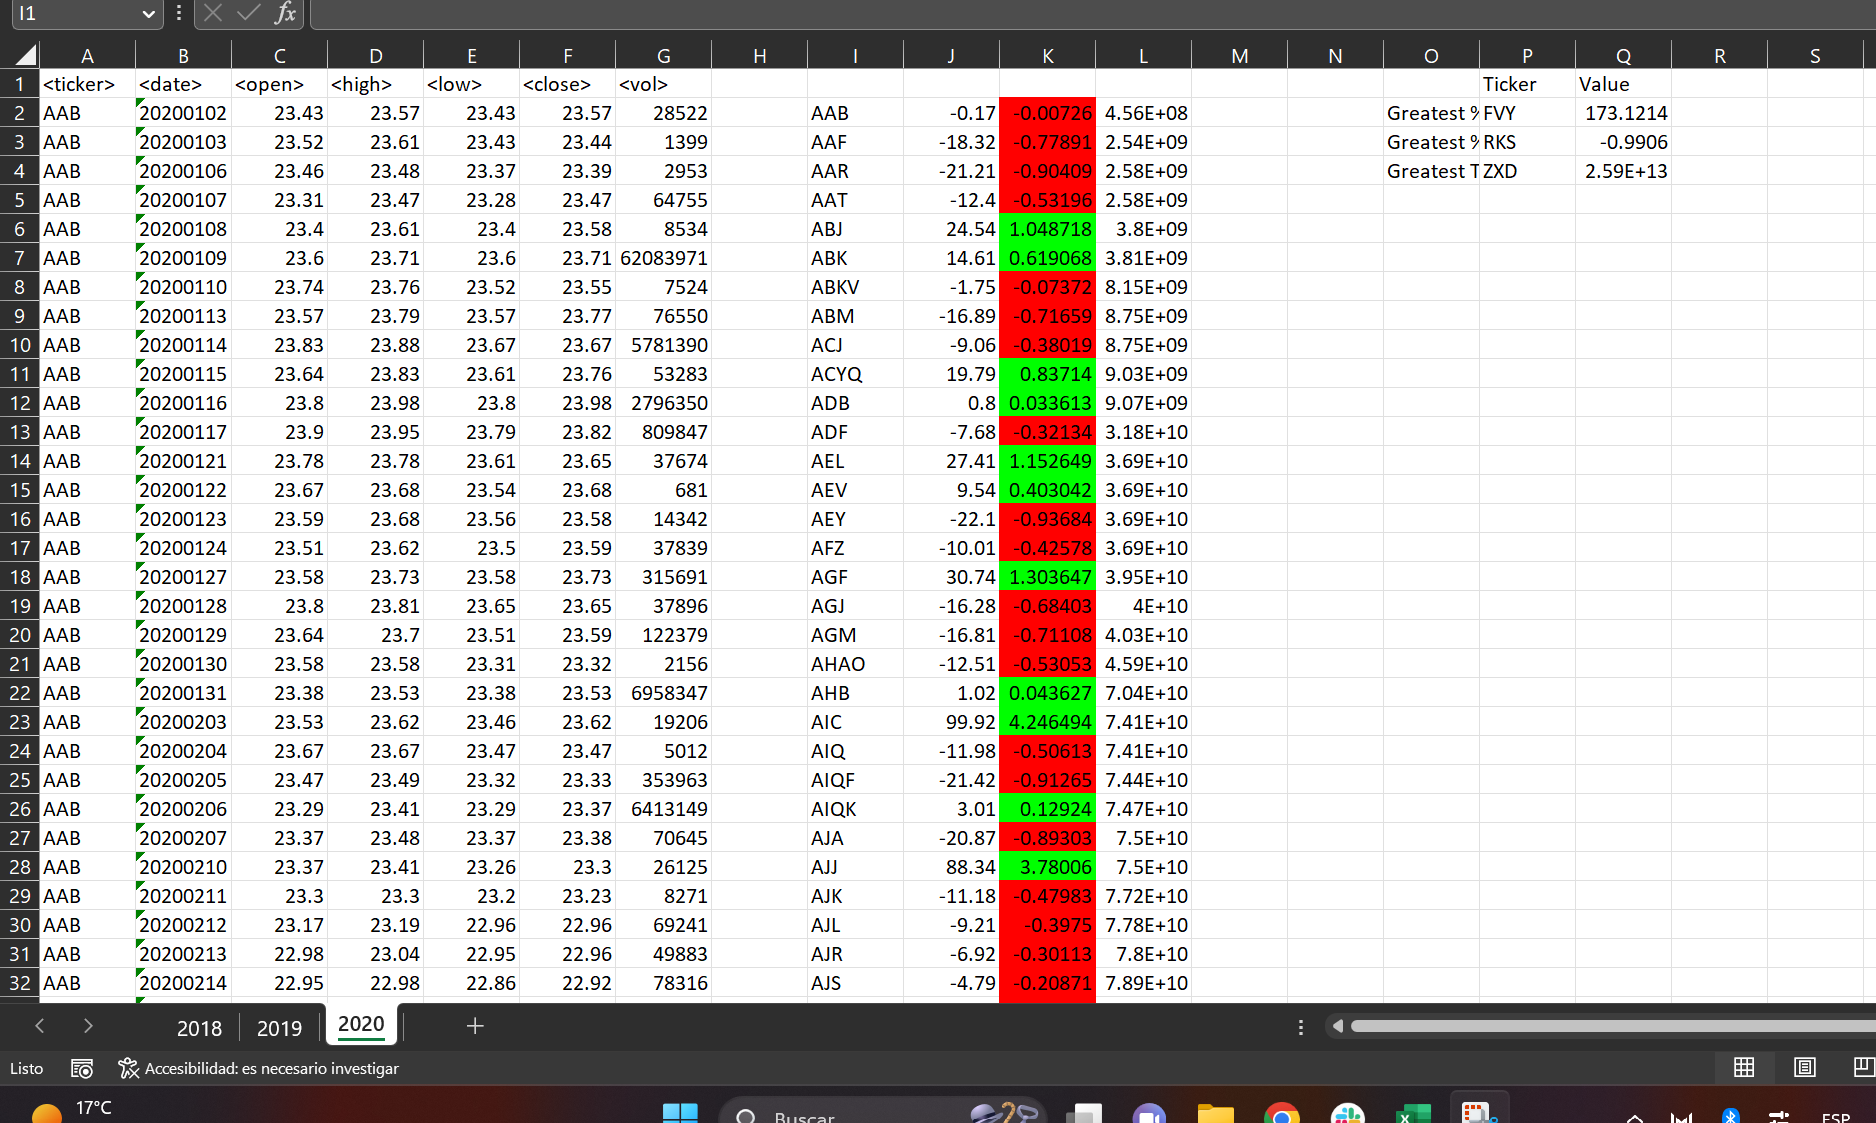 I1 fx
A B C D E F G H I J K L M N O P Q R S
1 <ticker> <date> <open> <high> <low> <close> <vol> Ticker Value
2 AAB 20200102 23.43 23.57 23.43 23.57 28522 AAB -0.17 -0.00726 4.56E+08 Greatest % FVY 173.1214
3 AAB 20200103 23.52 23.61 23.43 23.44 1399 AAF -18.32 -0.77891 2.54E+09 Greatest % RKS -0.9906
4 AAB 20200106 23.46 23.48 23.37 23.39 2953 AAR -21.21 -0.90409 2.58E+09 Greatest T ZXD 2.59E+13
5 AAB 20200107 23.31 23.47 23.28 23.47 64755 AAT -12.4 -0.53196 2.58E+09
6 AAB 20200108 23.4 23.61 23.4 23.58 8534 ABJ 24.54 1.048718 3.8E+09
7 AAB 20200109 23.6 23.71 23.6 23.71 62083971 ABK 14.61 0.619068 3.81E+09
8 AAB 20200110 23.74 23.76 23.52 23.55 7524 ABKV -1.75 -0.07372 8.15E+09
9 AAB 20200113 23.57 23.79 23.57 23.77 76550 ABM -16.89 -0.71659 8.75E+09
10 AAB 20200114 23.83 23.88 23.67 23.67 5781390 ACJ -9.06 -0.38019 8.75E+09
11 AAB 20200115 23.64 23.83 23.61 23.76 53283 ACYQ 19.79 0.83714 9.03E+09
12 AAB 20200116 23.8 23.98 23.8 23.98 2796350 ADB 0.8 0.033613 9.07E+09
13 AAB 20200117 23.9 23.95 23.79 23.82 809847 ADF -7.68 -0.32134 3.18E+10
14 AAB 20200121 23.78 23.78 23.61 23.65 37674 AEL 27.41 1.152649 3.69E+10
15 AAB 20200122 23.67 23.68 23.54 23.68 681 AEV 9.54 0.403042 3.69E+10
16 AAB 20200123 23.59 23.68 23.56 23.58 14342 AEY -22.1 -0.93684 3.69E+10
17 AAB 20200124 23.51 23.62 23.5 23.59 37839 AFZ -10.01 -0.42578 3.69E+10
18 AAB 20200127 23.58 23.73 23.58 23.73 315691 AGF 30.74 1.303647 3.95E+10
19 AAB 20200128 23.8 23.81 23.65 23.65 37896 AGJ -16.28 -0.68403 4E+10
20 AAB 20200129 23.64 23.7 23.51 23.59 122379 AGM -16.81 -0.71108 4.03E+10
21 AAB 20200130 23.58 23.58 23.31 23.32 2156 AHAO -12.51 -0.53053 4.59E+10
22 AAB 20200131 23.38 23.53 23.38 23.53 6958347 AHB 1.02 0.043627 7.04E+10
23 AAB 20200203 23.53 23.62 23.46 23.62 19206 AIC 99.92 4.246494 7.41E+10
24 AAB 20200204 23.67 23.67 23.47 23.47 5012 AIQ -11.98 -0.50613 7.41E+10
25 AAB 20200205 23.47 23.49 23.32 23.33 353963 AIQF -21.42 -0.91265 7.44E+10
26 AAB 20200206 23.29 23.41 23.29 23.37 6413149 AIQK 3.01 0.12924 7.47E+10
27 AAB 20200207 23.37 23.48 23.37 23.38 70645 AJA -20.87 -0.89303 7.5E+10
28 AAB 20200210 23.37 23.41 23.26 23.3 26125 AJJ 88.34 3.78006 7.5E+10
29 AAB 20200211 23.3 23.3 23.2 23.23 8271 AJK -11.18 -0.47983 7.72E+10
30 AAB 20200212 23.17 23.19 22.96 22.96 69241 AJL -9.21 -0.3975 7.78E+10
31 AAB 20200213 22.98 23.04 22.95 22.96 49883 AJR -6.92 -0.30113 7.8E+10
32 AAB 20200214 22.95 22.98 22.86 22.92 78316 AJS -4.79 -0.20871 7.89E+10
2018 2019 2020
Listo Accesibilidad: es necesario investigar
17°C Buscar ESP